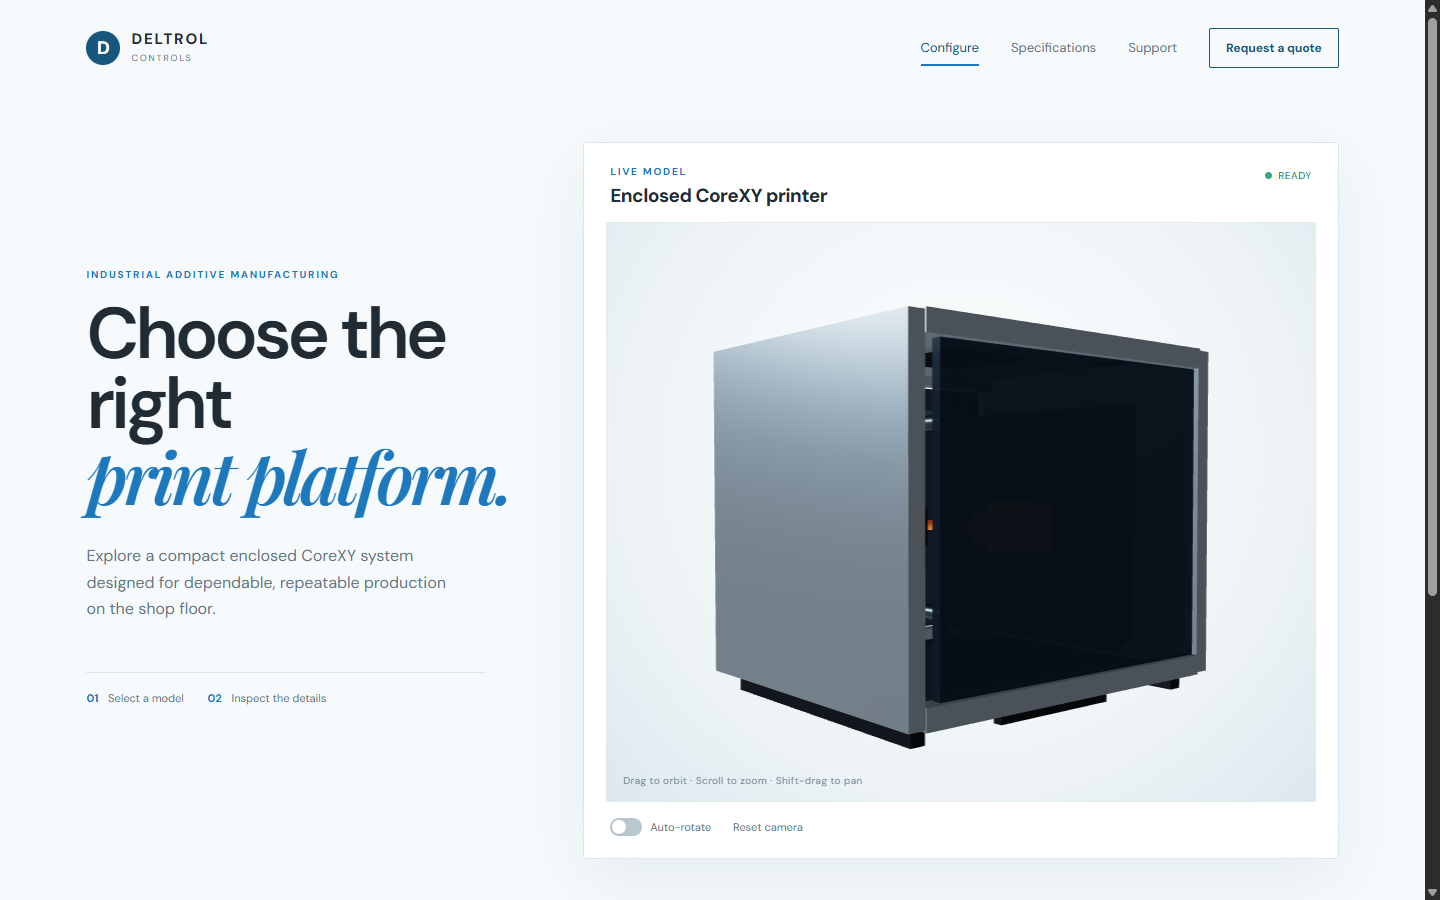 D
DELTROL
CONTROLS
Configure
Specifications
Support
Request a quote
INDUSTRIAL ADDITIVE MANUFACTURING
Choose the
right
print platform.
Explore a compact enclosed CoreXY system
designed for dependable, repeatable production
on the shop floor.
01 Select a model
02 Inspect the details
LIVE MODEL
READY
Enclosed CoreXY printer
Drag to orbit · Scroll to zoom · Shift-drag to pan
Auto-rotate
Reset camera